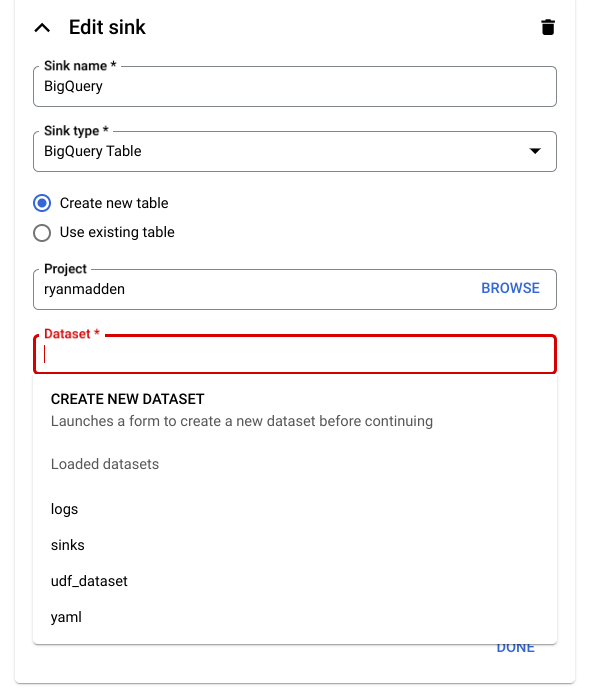 Edit sink
Sink name *
BigQuery
Sink type *
BigQuery Table
Create new table
Use existing table
Project
ryanmadden
BROWSE
Dataset *
CREATE NEW DATASET
Launches a form to create a new dataset before continuing
Loaded datasets
logs
sinks
udf_dataset
yaml
DONE